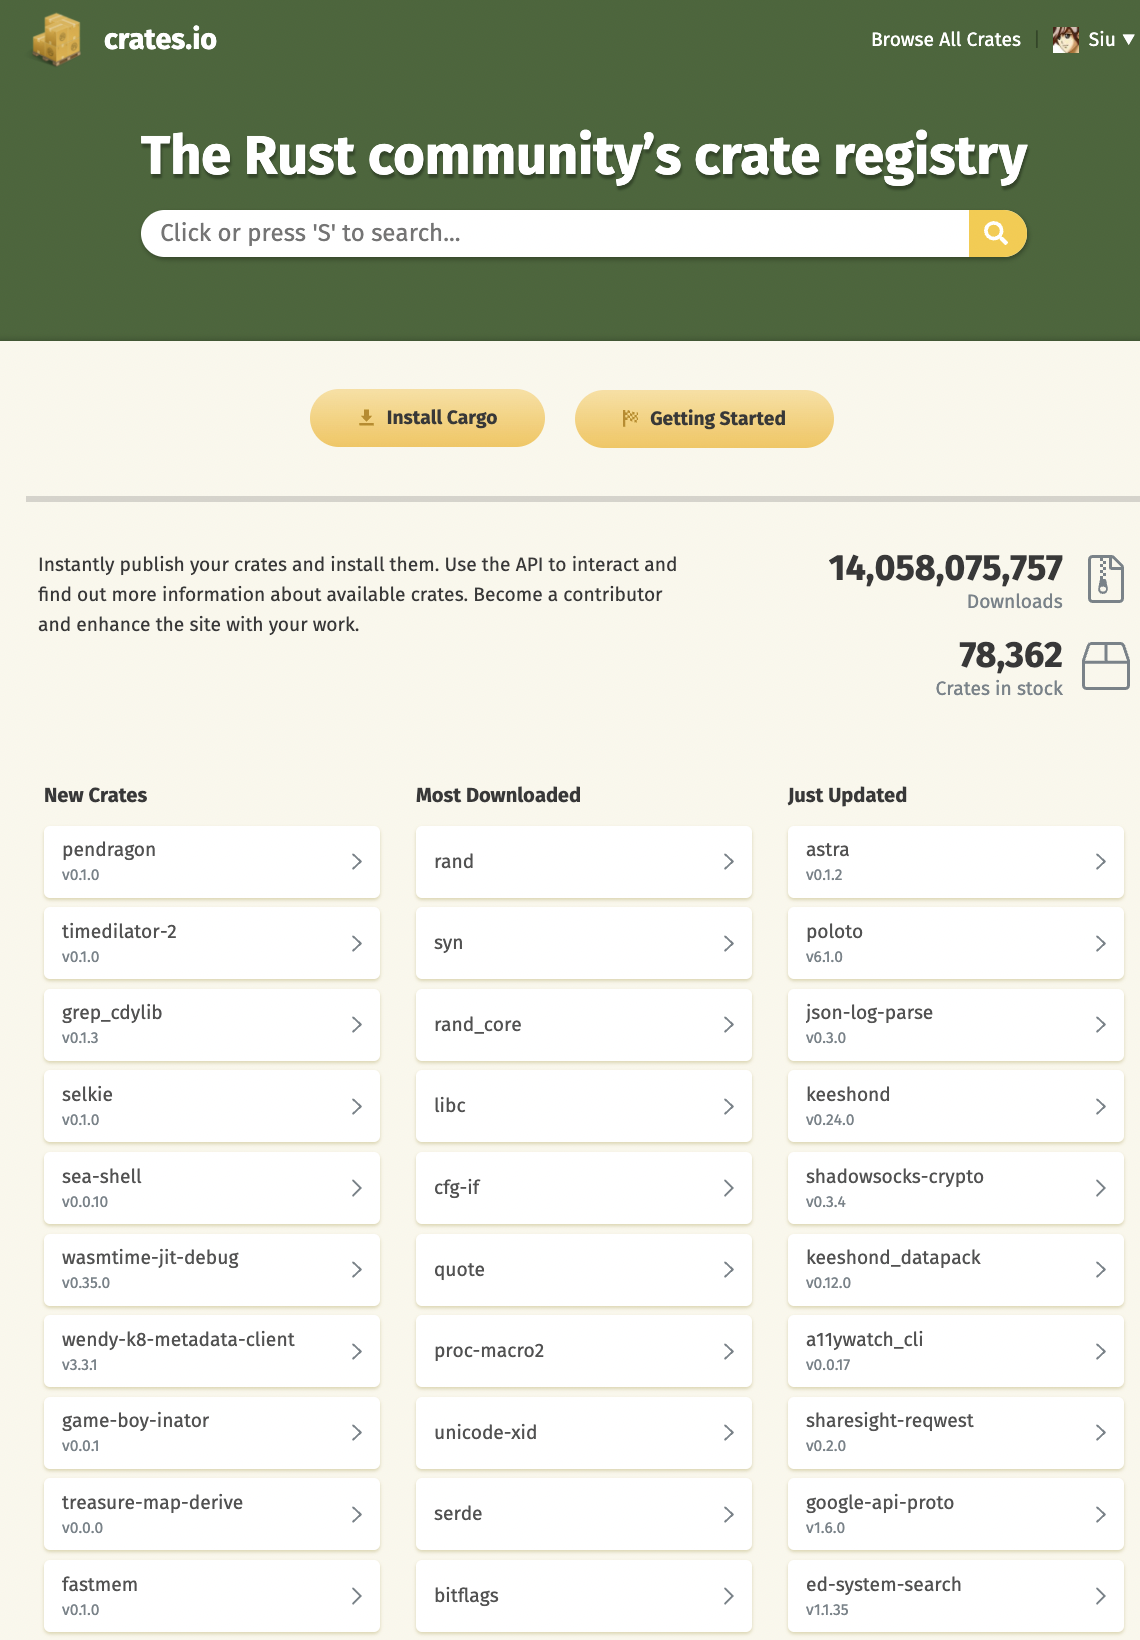 crates.io
Browse All Crates | Siu ▼
The Rust community’s crate registry
Click or press 'S' to search...
Install Cargo
Getting Started
Instantly publish your crates and install them. Use the API to interact and
find out more information about available crates. Become a contributor
and enhance the site with your work.
14,058,075,757
Downloads
78,362
Crates in stock
New Crates
pendragon
v0.1.0
timedilator-2
v0.1.0
grep_cdylib
v0.1.3
selkie
v0.1.0
sea-shell
v0.0.10
wasmtime-jit-debug
v0.35.0
wendy-k8-metadata-client
v3.3.1
game-boy-inator
v0.0.1
treasure-map-derive
v0.0.0
fastmem
v0.1.0
Most Downloaded
rand
syn
rand_core
libc
cfg-if
quote
proc-macro2
unicode-xid
serde
bitflags
Just Updated
astra
v0.1.2
poloto
v6.1.0
json-log-parse
v0.3.0
keeshond
v0.24.0
shadowsocks-crypto
v0.3.4
keeshond_datapack
v0.12.0
a11ywatch_cli
v0.0.17
sharesight-reqwest
v0.2.0
google-api-proto
v1.6.0
ed-system-search
v1.1.35